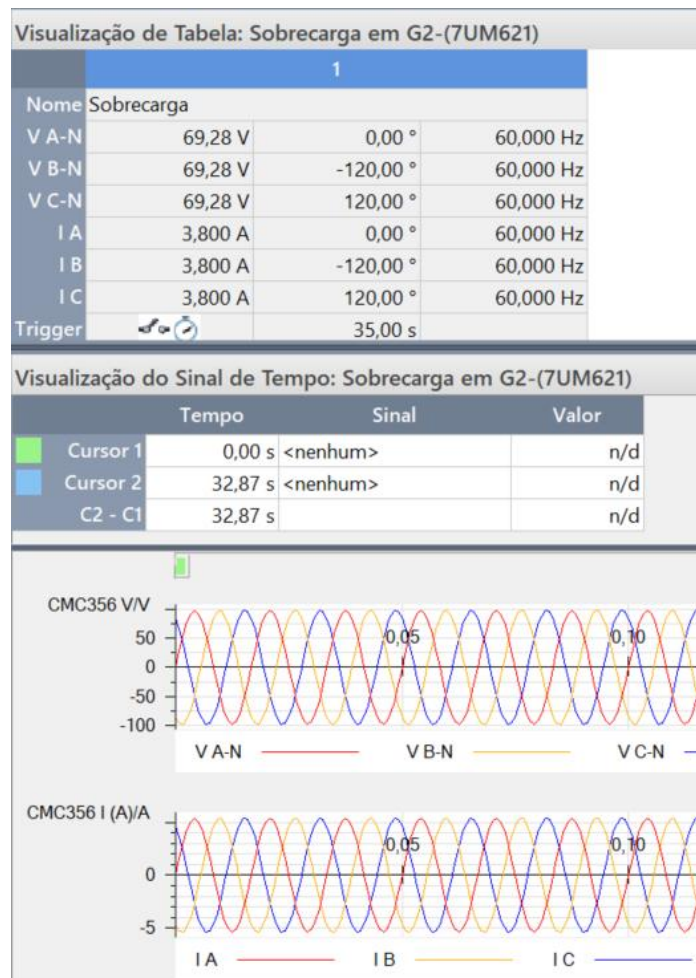 Visualização de Tabela: Sobrecarga em G2-(7UM621)
1
Nome Sobrecarga
V A-N 69,28 V 0,00 ° 60,000 Hz
V B-N 69,28 V -120,00 ° 60,000 Hz
V C-N 69,28 V 120,00 ° 60,000 Hz
I A 3,800 A 0,00 ° 60,000 Hz
I B 3,800 A -120,00 ° 60,000 Hz
I C 3,800 A 120,00 ° 60,000 Hz
Trigger 35,00 s
Visualização do Sinal de Tempo: Sobrecarga em G2-(7UM621)
Tempo Sinal Valor
Cursor 1 0,00 s <nenhum> n/d
Cursor 2 32,87 s <nenhum> n/d
C2 - C1 32,87 s n/d
CMC356 V/V
50
0,05 0,10
0
-50
-100
V A-N V B-N V C-N
CMC356 I (A)/A
0,05 0,10
0
-5
I A I B I C